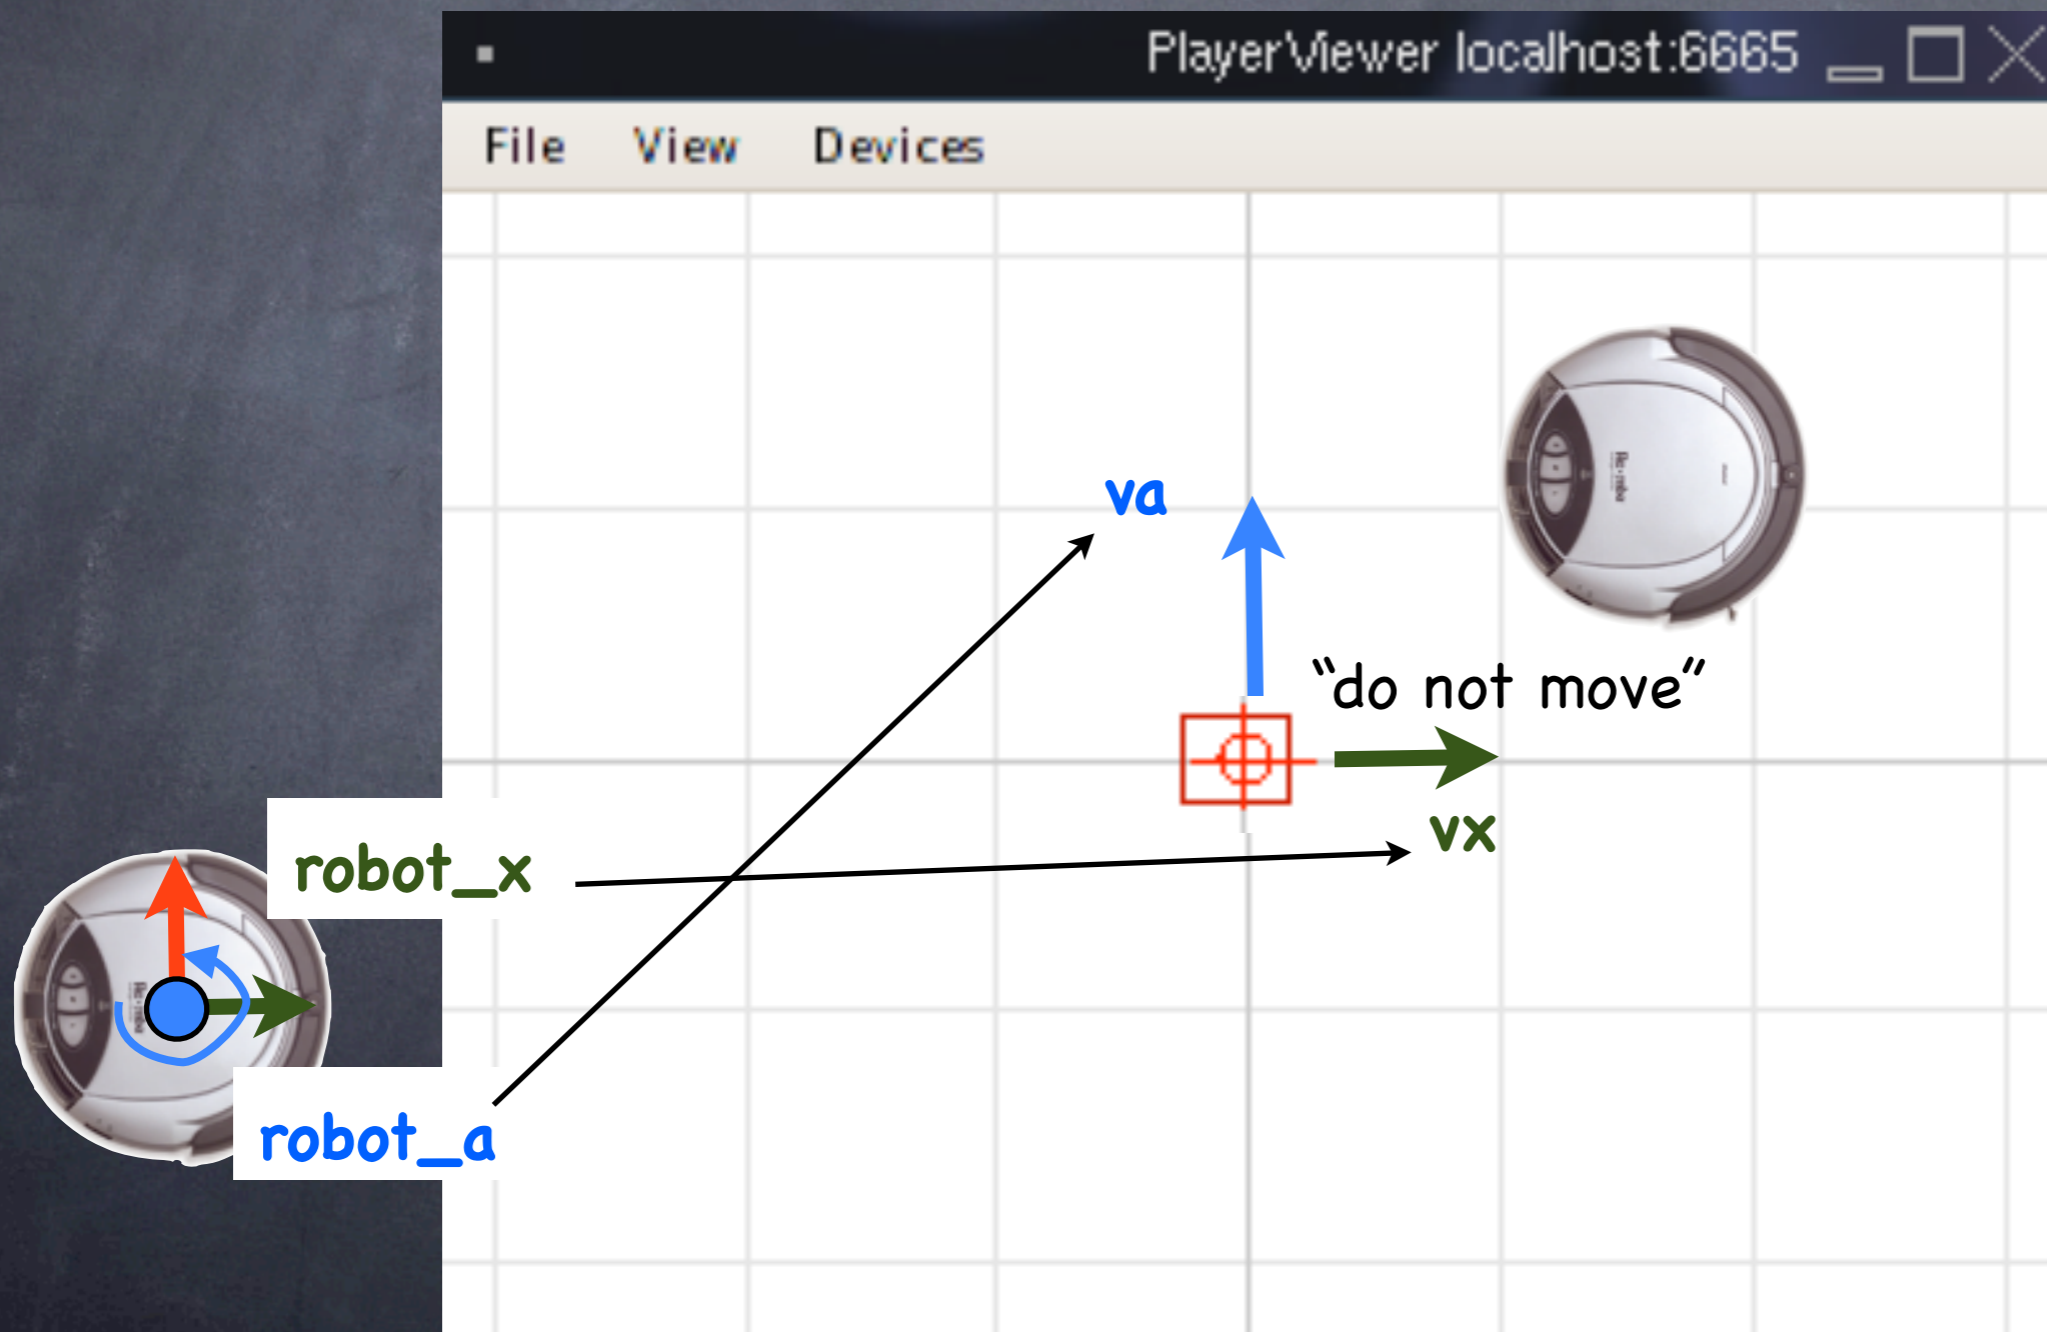 PlayerViewer localhost:6665
File View Devices
va
“do not move”
vx
robot_x
robot_a